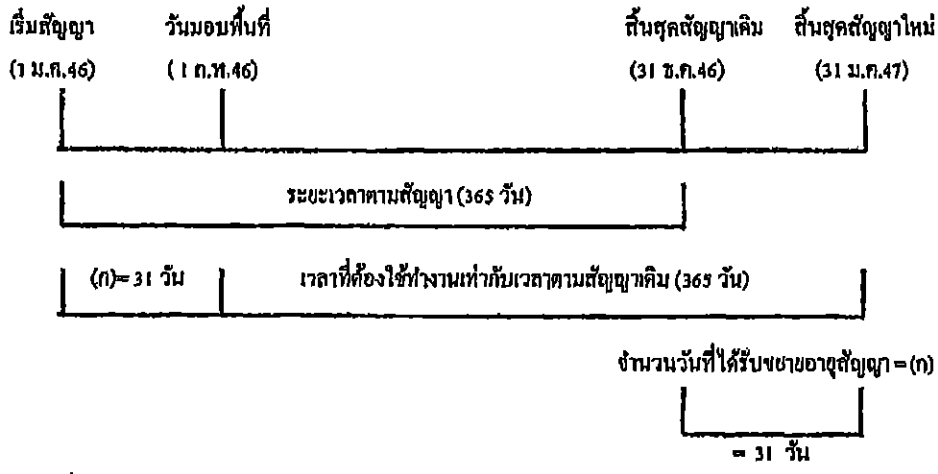 เริ่มสัญญา วันมอบพื้นที่ สิ้นสุดสัญญาเดิม สิ้นสุดสัญญาใหม่
(1 ม.ค.46) (1 ก.พ.46) (31 ธ.ค.46) (31 ม.ค.47)
ระยะเวลาตามสัญญา (365 วัน)
(ก)= 31 วัน เวลาที่ต้องใช้ทำงานเท่ากับเวลาตามสัญญาเดิม (365 วัน)
จำนวนวันที่ได้รับขยายอายุสัญญา = (ก)
= 31 วัน